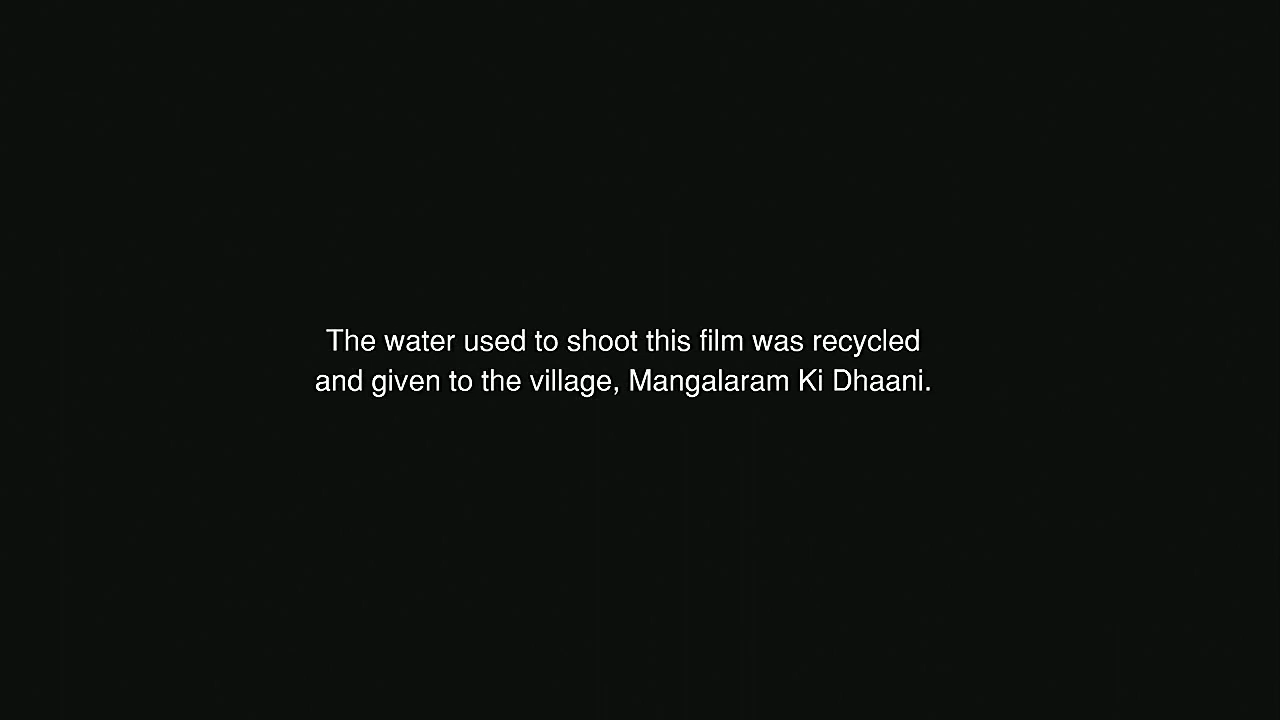 The water used to shoot this film was recycled
and given to the village, Mangalaram Ki Dhaani.